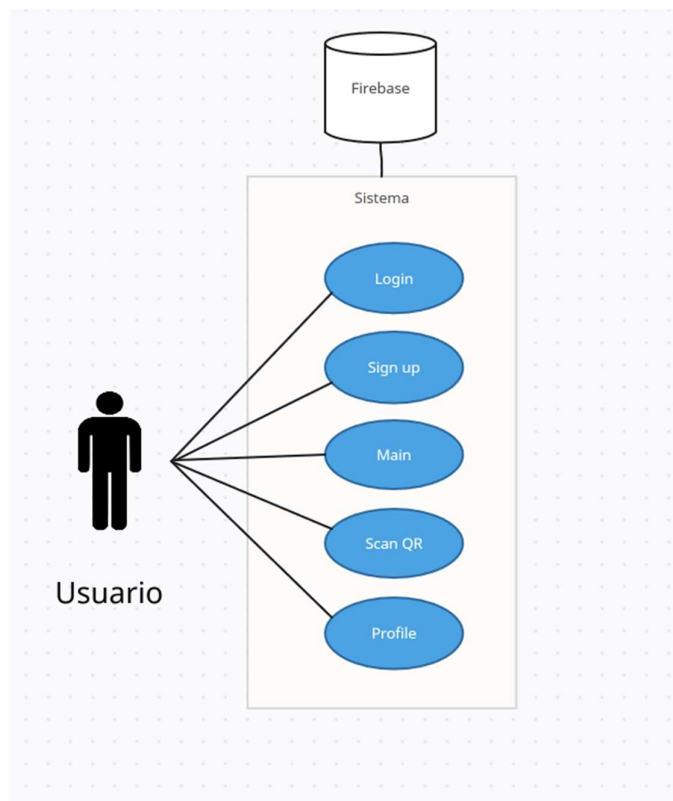 Firebase
Sistema
Login
Sign up
Main
Scan QR
Profile
Usuario